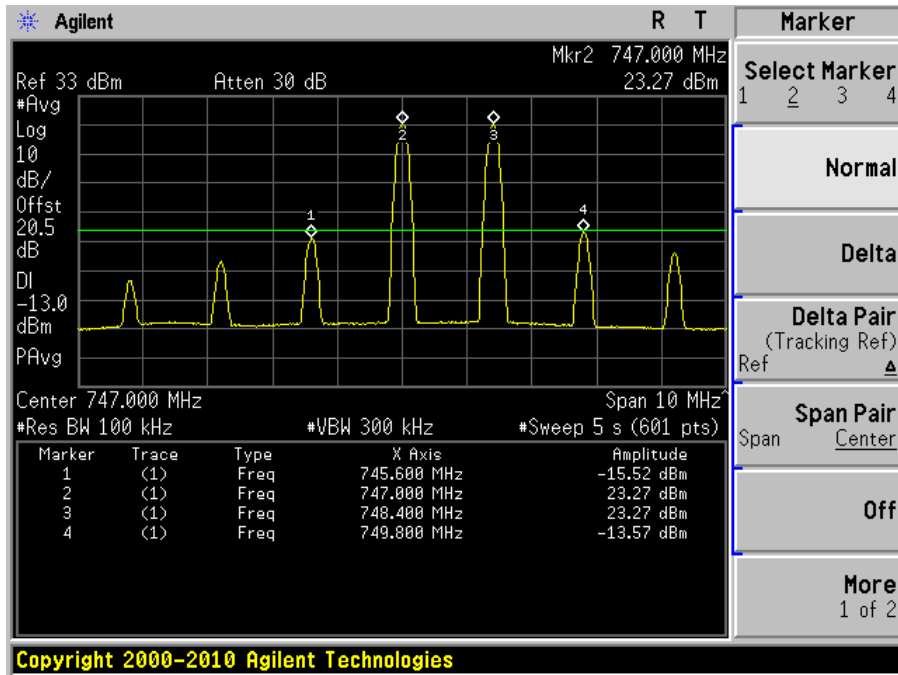 Agilent R T Marker
Mkr2 747.000 MHz
Ref 33 dBm Atten 30 dB 23.27 dBm
#Avg
Log
10
dB/
Offst
20.5
dB
DI
-13.0
dBm
PAvg
1
2
3
4
Center 747.000 MHz Span 10 MHz^
#Res BW 100 kHz #VBW 300 kHz #Sweep 5 s (601 pts)
Marker Trace Type X Axis Amplitude
1 (1) Freq 745.600 MHz -15.52 dBm
2 (1) Freq 747.000 MHz 23.27 dBm
3 (1) Freq 748.400 MHz 23.27 dBm
4 (1) Freq 749.800 MHz -13.57 dBm
Select Marker
1 2 3 4
Normal
Delta
Delta Pair
(Tracking Ref)
Ref Δ
Span Pair
Span Center
Off
More
1 of 2
Copyright 2000-2010 Agilent Technologies